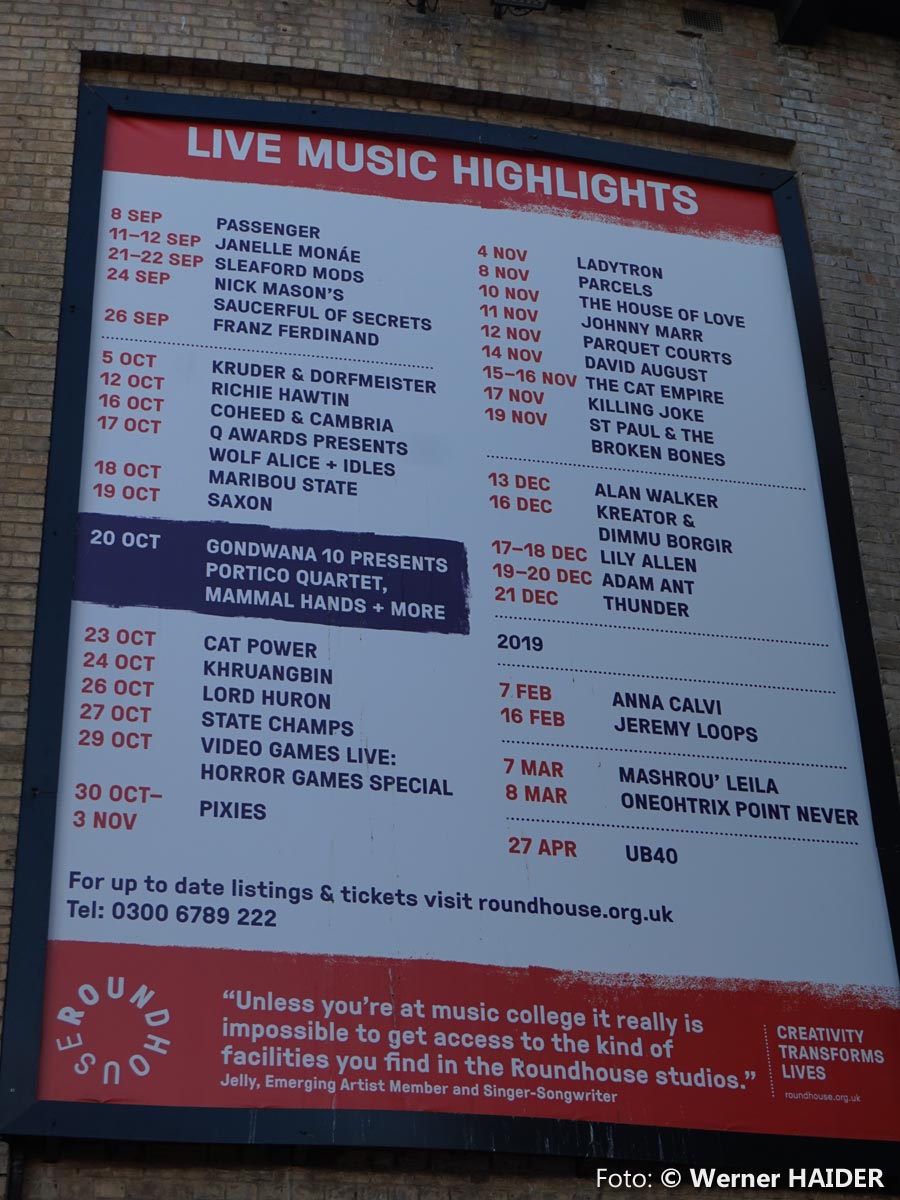 LIVE MUSIC HIGHLIGHTS
8 SEP PASSENGER
11–12 SEP JANELLE MONÁE
21–22 SEP SLEAFORD MODS
24 SEP NICK MASON'S
SAUCERFUL OF SECRETS
26 SEP FRANZ FERDINAND
5 OCT KRUDER & DORFMEISTER
12 OCT RICHIE HAWTIN
16 OCT COHEED & CAMBRIA
17 OCT Q AWARDS PRESENTS
WOLF ALICE + IDLES
18 OCT MARIBOU STATE
19 OCT SAXON
20 OCT GONDWANA 10 PRESENTS
PORTICO QUARTET,
MAMMAL HANDS + MORE
23 OCT CAT POWER
24 OCT KHRUANGBIN
26 OCT LORD HURON
27 OCT STATE CHAMPS
29 OCT VIDEO GAMES LIVE:
HORROR GAMES SPECIAL
30 OCT–
3 NOV PIXIES
4 NOV LADYTRON
8 NOV PARCELS
10 NOV THE HOUSE OF LOVE
11 NOV JOHNNY MARR
12 NOV PARQUET COURTS
14 NOV DAVID AUGUST
15–16 NOV THE CAT EMPIRE
17 NOV KILLING JOKE
19 NOV ST PAUL & THE
BROKEN BONES
13 DEC ALAN WALKER
16 DEC KREATOR &
DIMMU BORGIR
17–18 DEC LILY ALLEN
19–20 DEC ADAM ANT
21 DEC THUNDER
2019
7 FEB ANNA CALVI
16 FEB JEREMY LOOPS
7 MAR MASHROU' LEILA
8 MAR ONEOHTRIX POINT NEVER
27 APR UB40
For up to date listings & tickets visit roundhouse.org.uk
Tel: 0300 6789 222
ROUNDHOUSE
“Unless you're at music college it really is
impossible to get access to the kind of
facilities you find in the Roundhouse studios.”
Jelly, Emerging Artist Member and Singer-Songwriter
CREATIVITY
TRANSFORMS
LIVES
roundhouse.org.uk
Foto: © Werner HAIDER